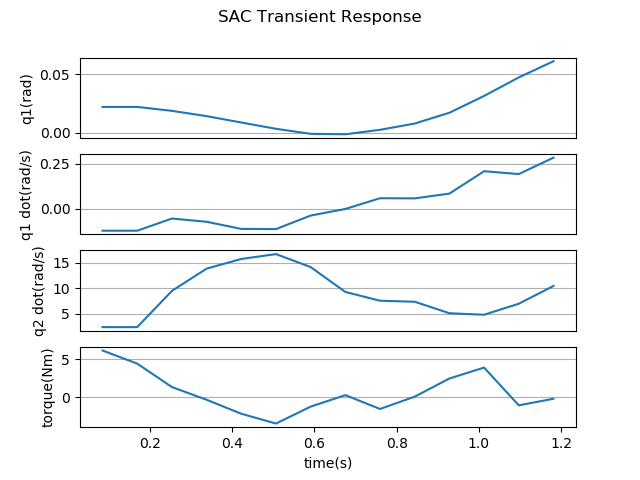 SAC Transient Response
q1(rad)
0.05
0.00
q1 dot(rad/s)
0.25
0.00
q2 dot(rad/s)
15
10
5
torque(Nm)
5
0
0.2 0.4 0.6 0.8 1.0 1.2
time(s)